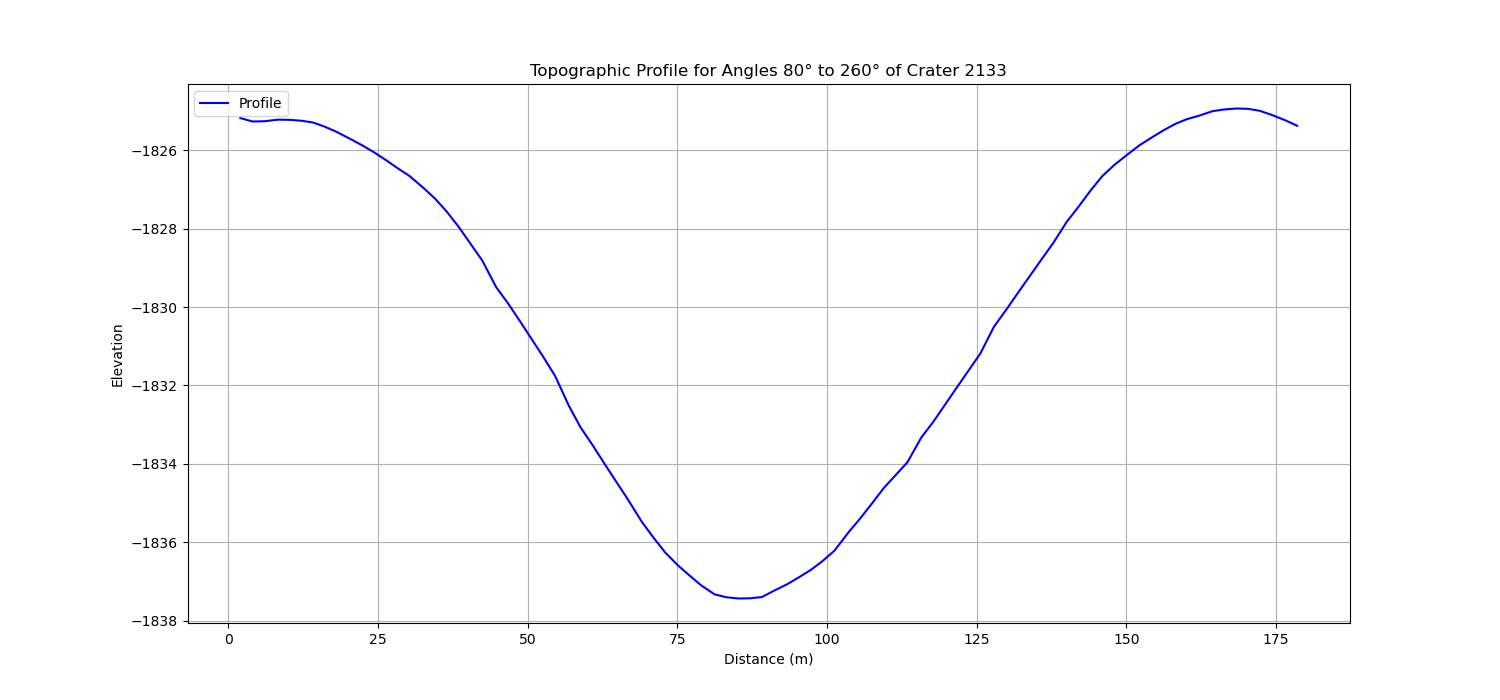 Topographic Profile for Angles 80° to 260° of Crater 2133
Profile
−1826
−1828
−1830
−1832
−1834
−1836
−1838
Elevation
0 25 50 75 100 125 150 175
Distance (m)